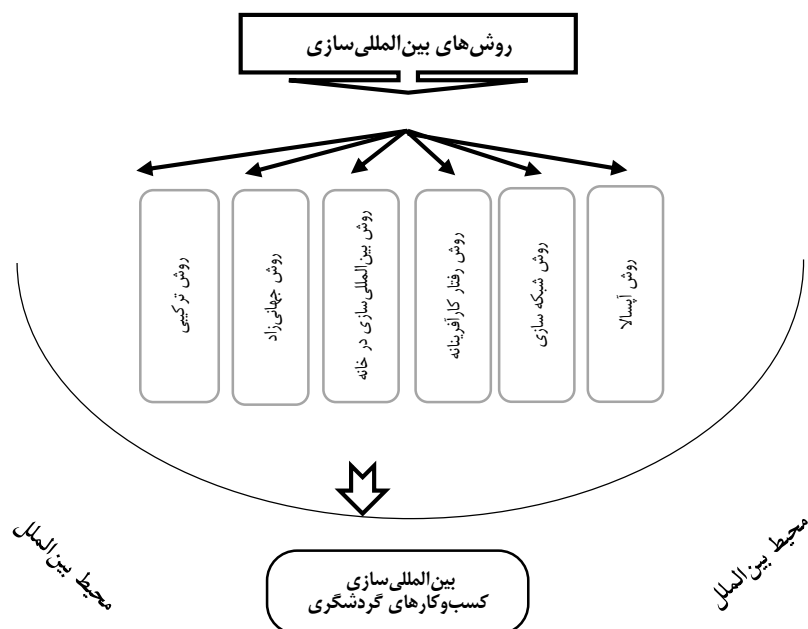 روش‌های بین‌المللی‌سازی
روش آپسالا
روش شبکه سازی
روش رفتار کارآفرینانه
روش بین‌المللی‌سازی در خانه
روش جهانی‌زاد
روش ترکیبی
محیط بین‌الملل
محیط بین‌الملل
بین‌المللی‌سازی
کسب‌وکارهای گردشگری